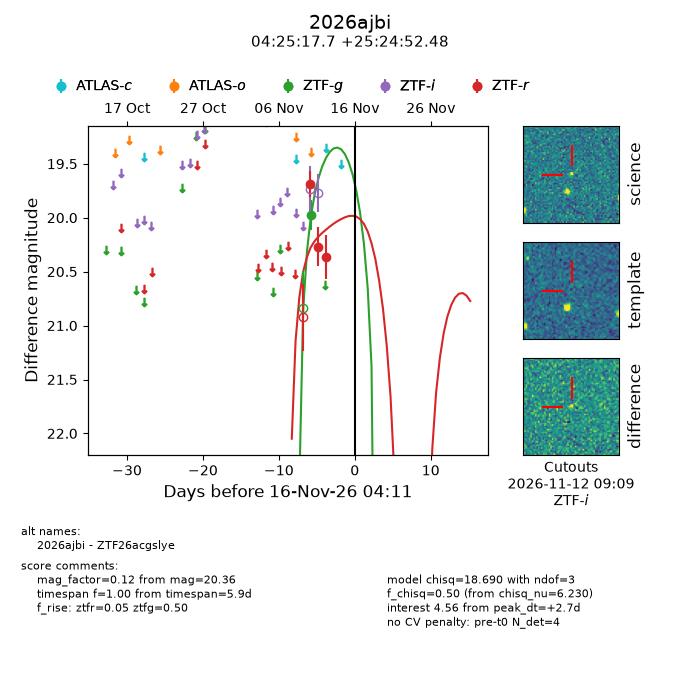 2026ajbi
04:25:17.7 +25:24:52.48
ATLAS-c
ATLAS-o
ZTF-g
ZTF-i
ZTF-r
17 Oct
27 Oct
06 Nov
16 Nov
26 Nov
19.5
20.0
20.5
21.0
21.5
22.0
Difference magnitude
−30
−20
−10
0
10
Days before 16-Nov-26 04:11
science
template
difference
Cutouts
2026-11-12 09:09
ZTF-i
alt names:
2026ajbi - ZTF26acgslye
score comments:
mag_factor=0.12 from mag=20.36
timespan f=1.00 from timespan=5.9d
f_rise: ztfr=0.05 ztfg=0.50
model chisq=18.690 with ndof=3
f_chisq=0.50 (from chisq_nu=6.230)
interest 4.56 from peak_dt=+2.7d
no CV penalty: pre-t0 N_det=4